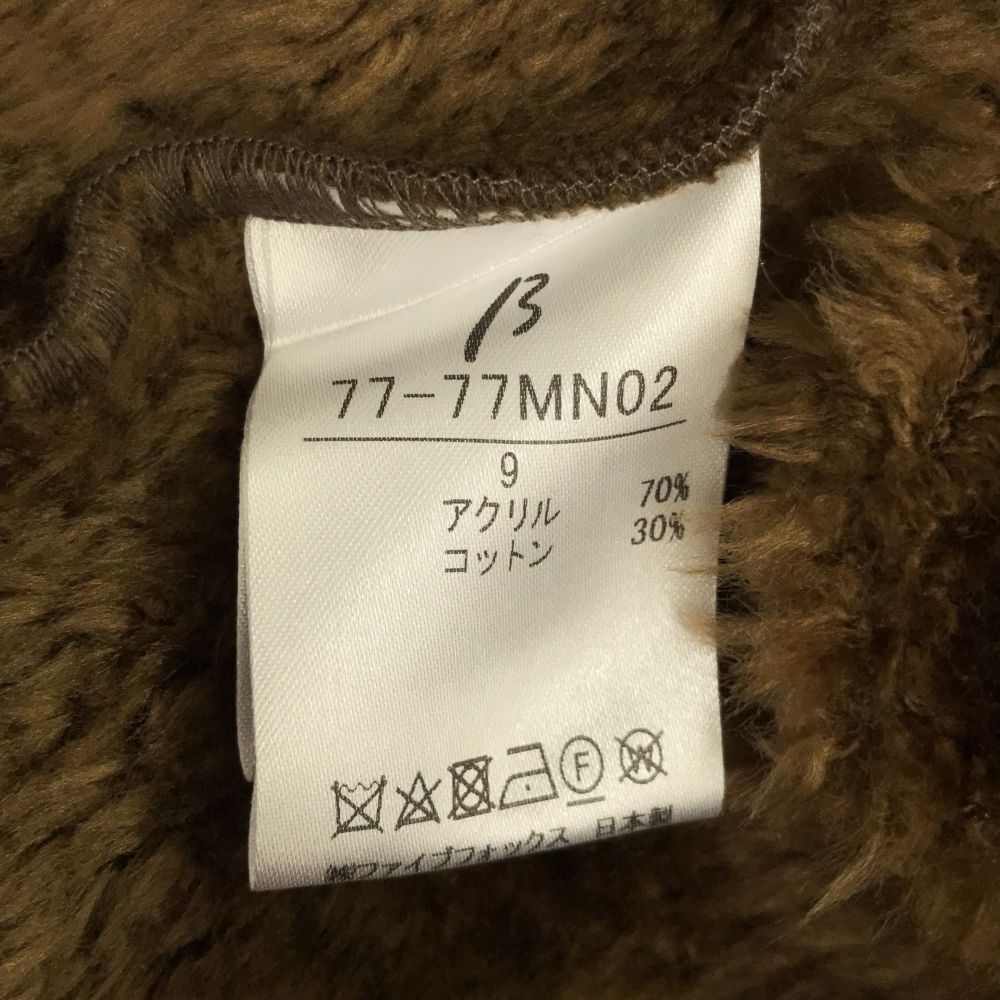 β
77-77MN02
9
アクリル 70%
コットン 30%
F
㈱ファイブフォックス 日本製